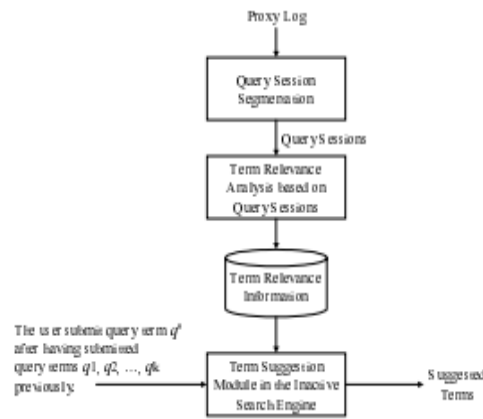 Proxy Log
Query Session
Segmentation
Query Sessions
Term Relevance
Analysis based on
Query Sessions
Term Relevance
Information
The user submit query term q
after having submitted
query terms q1, q2, ..., qk
previously.
Term Suggestion
Module in the Inactive
Search Engine
Suggested
Terms